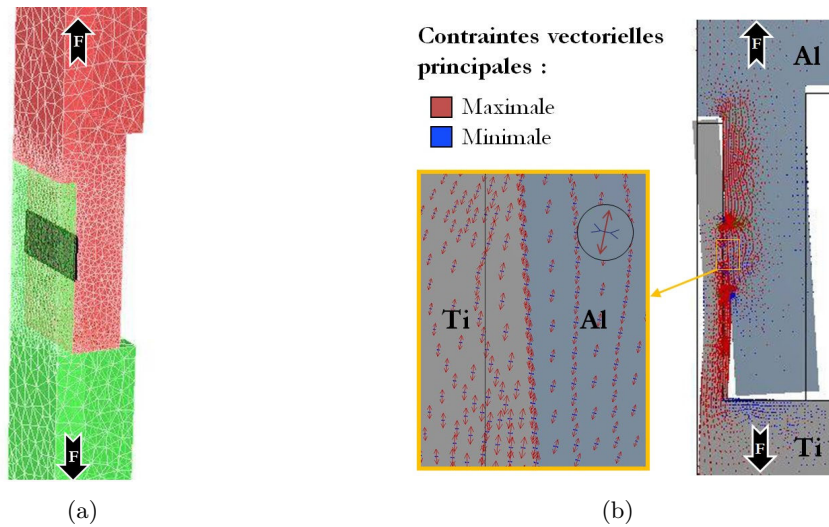 F
F
(a)
Contraintes vectorielles
principales :
Maximale
Minimale
Ti
Al
F
Al
Ti
F
(b)